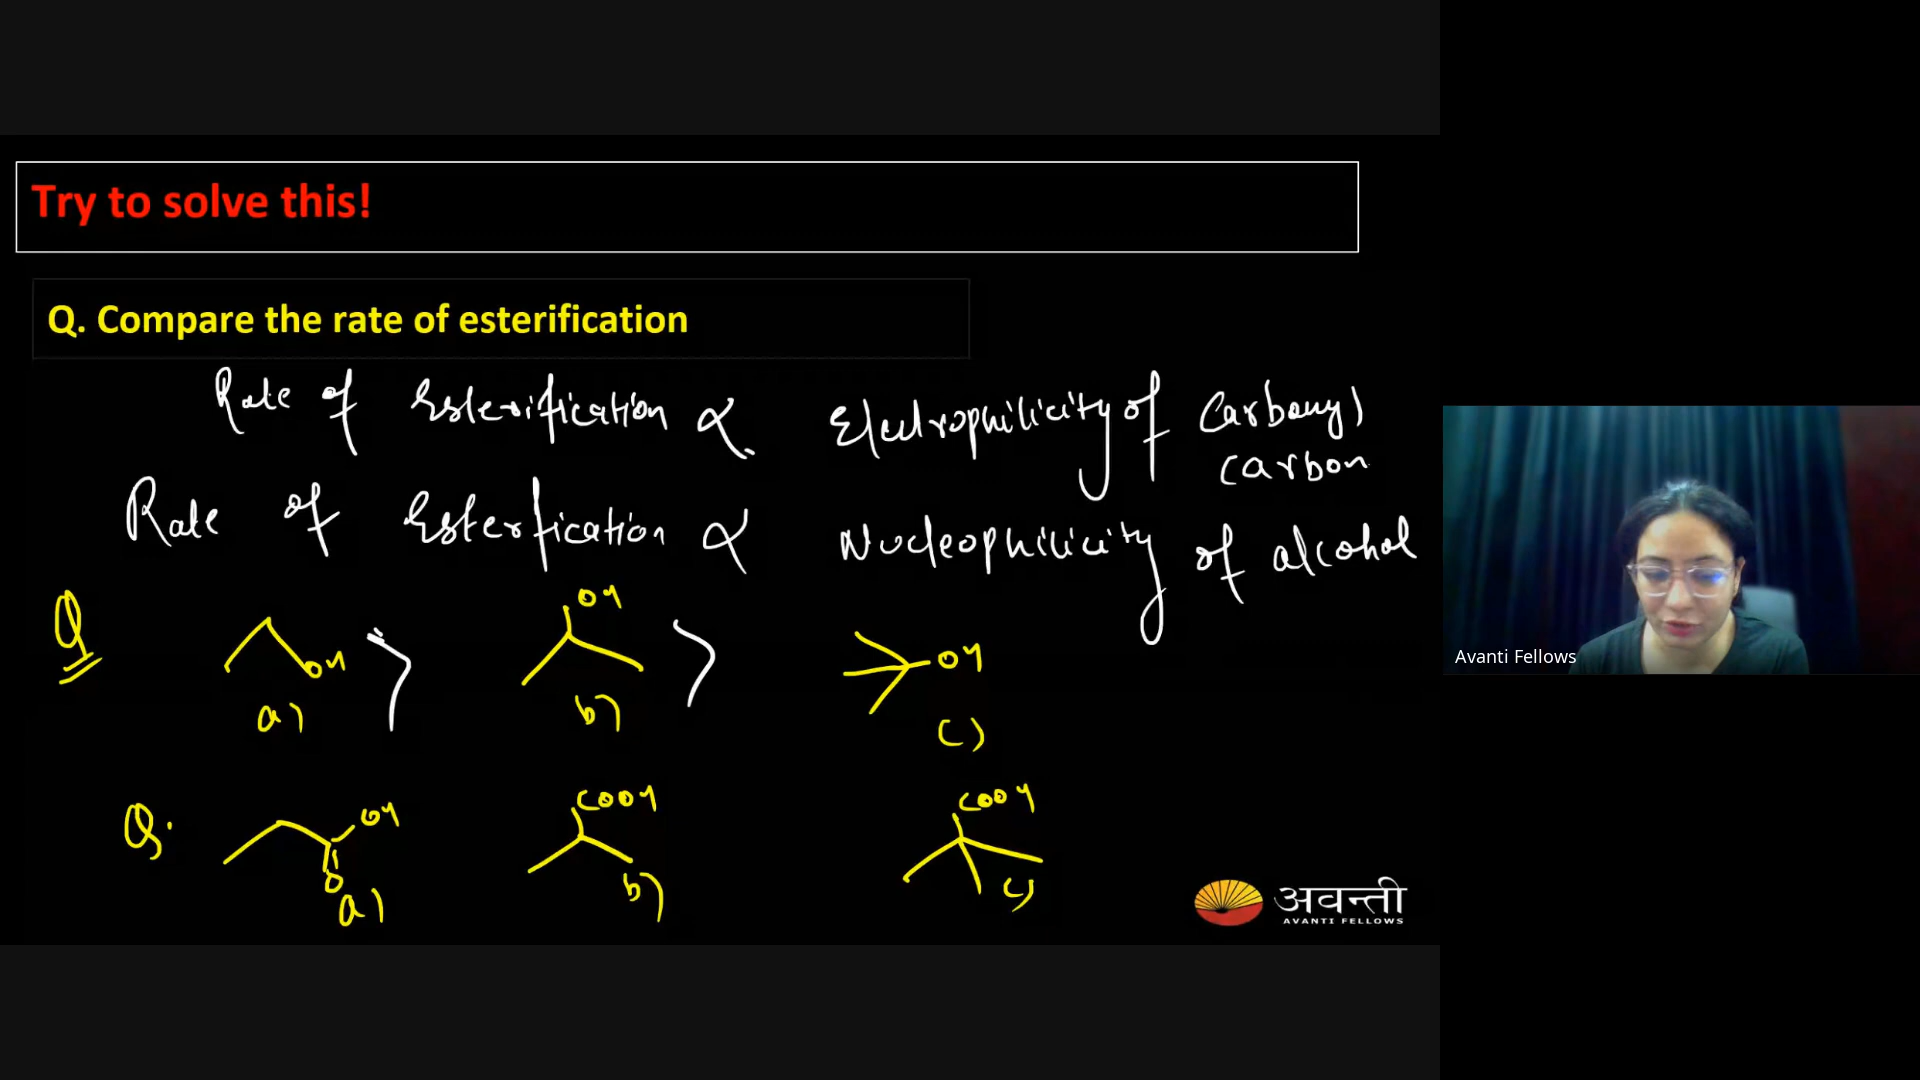 Try to solve this!
Q. Compare the rate of esterification
Rate of Esterification ∝ Electrophilicity of Carbonyl
carbon
Rate of Esterfication ∝ Nucleophilicity of alcohol
Q
OH > OH > OH
a) b) c)
Q.
OH COOH COOH
O
a) b) c)
अवन्ती
AVANTI FELLOWS
Avanti Fellows